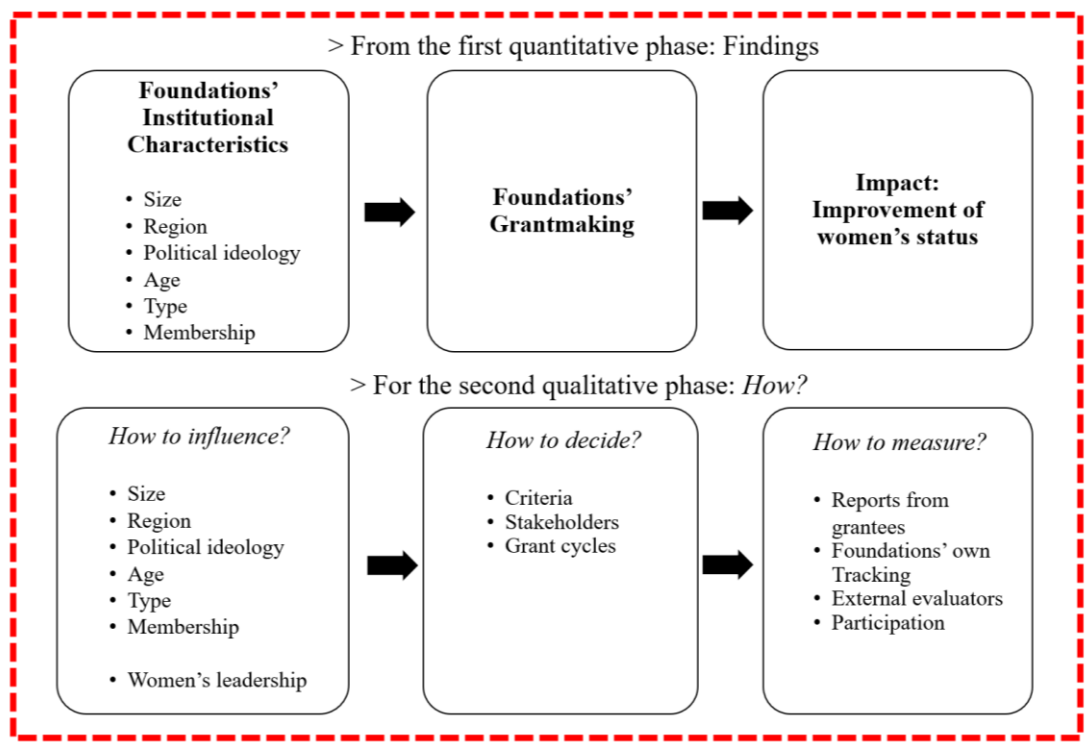 > From the first quantitative phase: Findings
Foundations’
Institutional
Characteristics
• Size
• Region
• Political ideology
• Age
• Type
• Membership
Foundations’
Grantmaking
Impact:
Improvement of
women’s status
> For the second qualitative phase: How?
How to influence?
• Size
• Region
• Political ideology
• Age
• Type
• Membership
• Women’s leadership
How to decide?
• Criteria
• Stakeholders
• Grant cycles
How to measure?
• Reports from
grantees
• Foundations’ own
Tracking
• External evaluators
• Participation